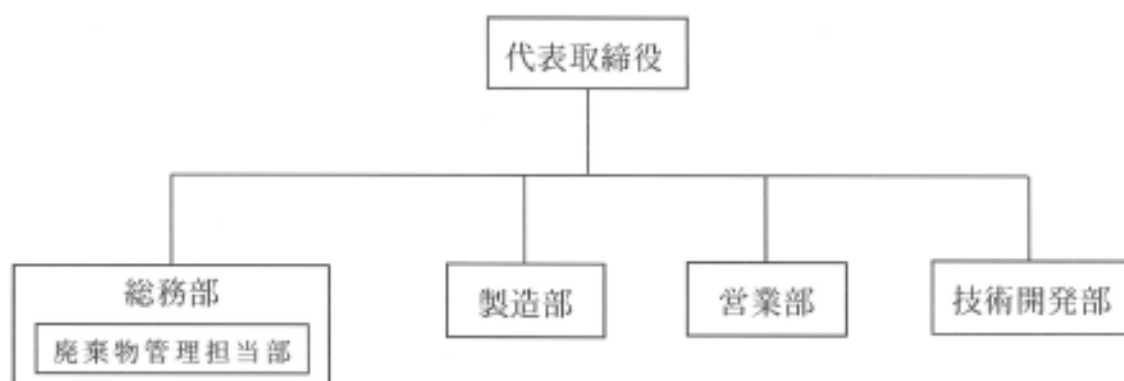 代表取締役
総務部
廃棄物管理担当部
製造部
営業部
技術開発部